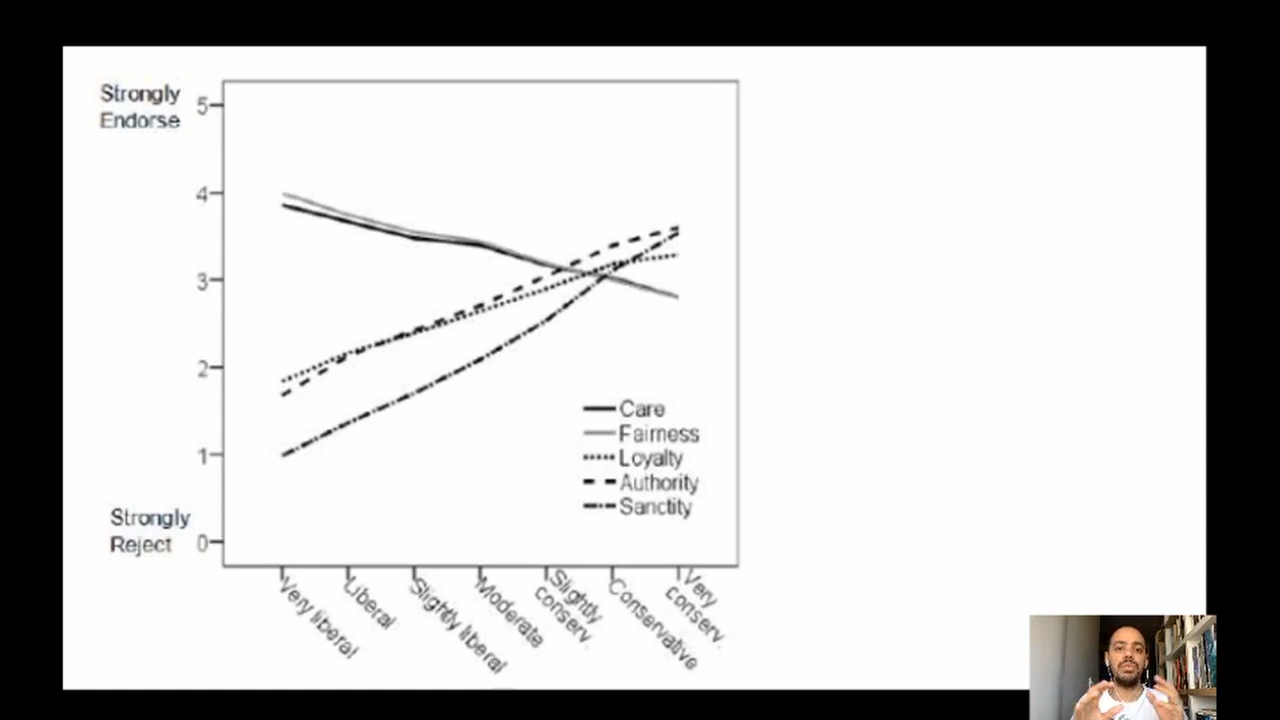 Strongly
Endorse
5
4
3
2
1
Strongly
Reject
0
Care
Fairness
Loyalty
Authority
Sanctity
Very liberal
Liberal
Slightly liberal
Moderate
Slightly
conserv.
Conservative
Very
conserv.